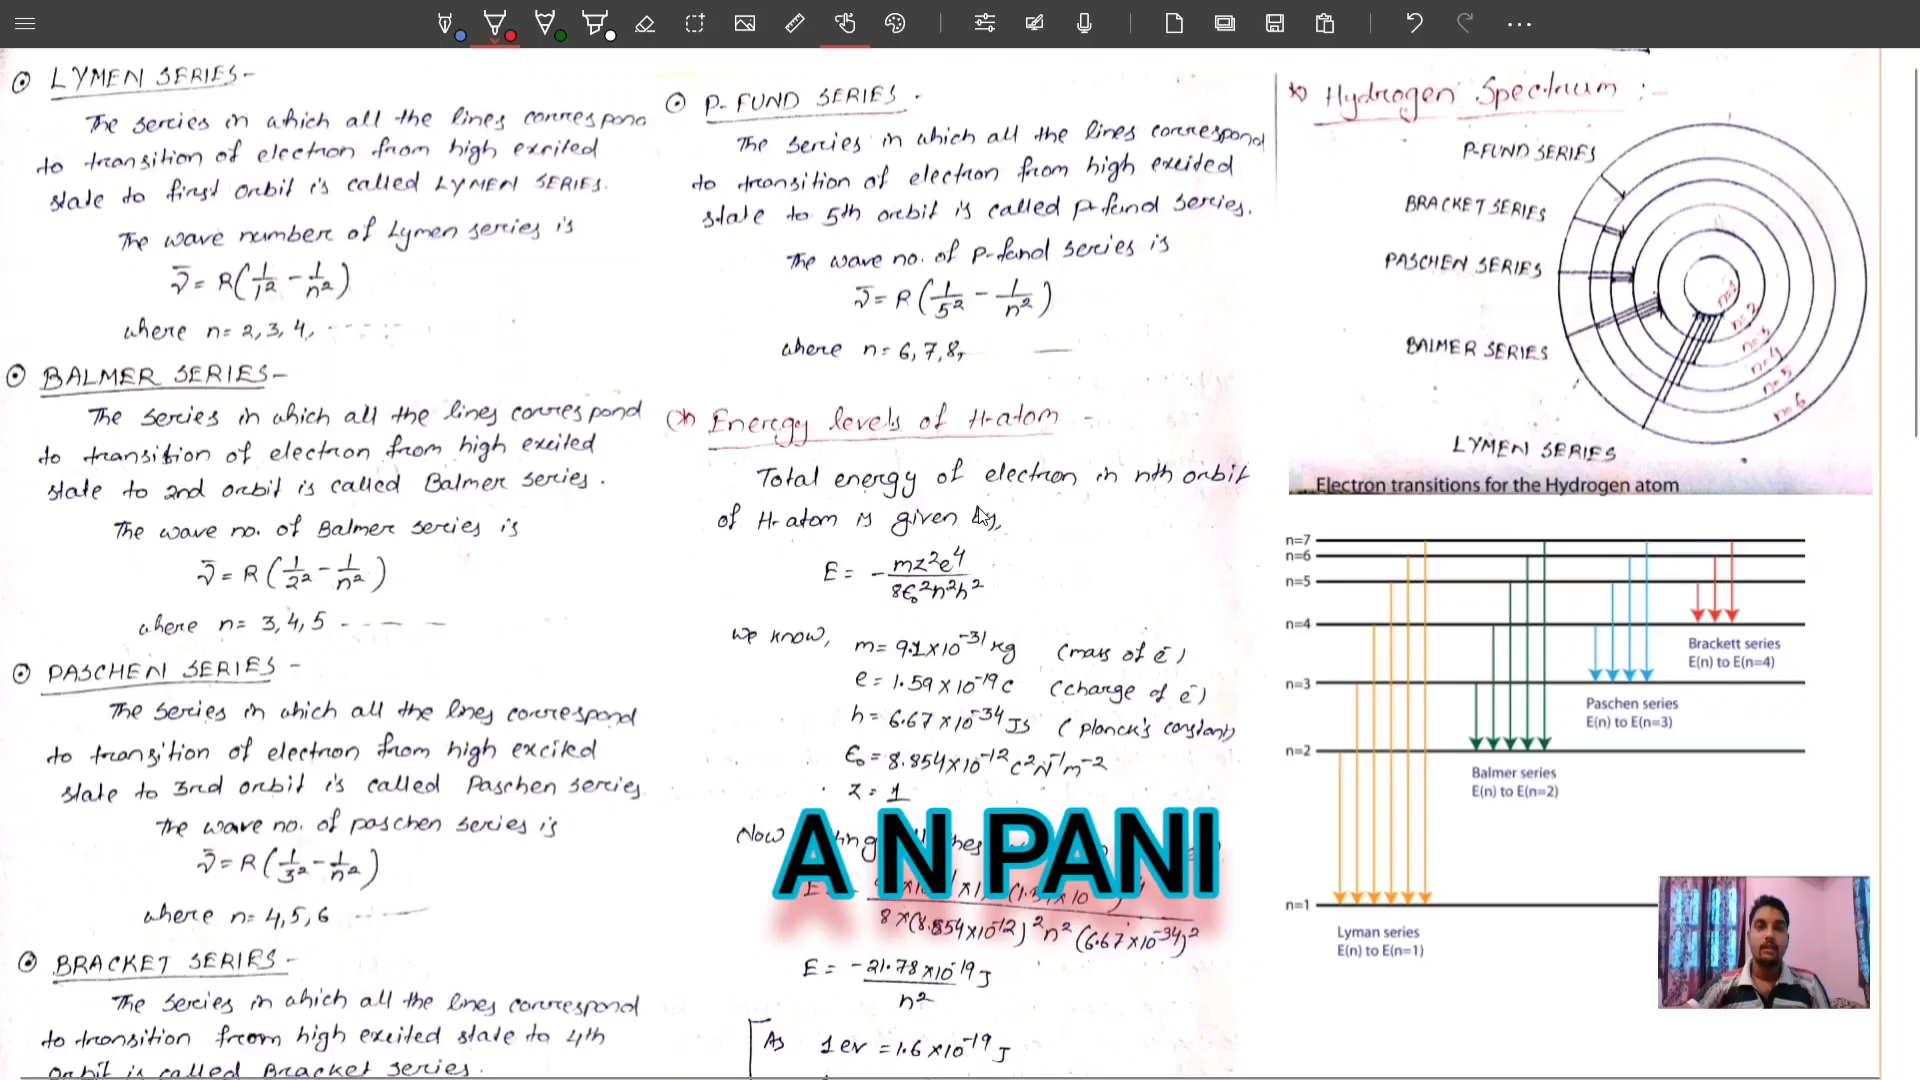 LYMEN SERIES-
The series in which all the lines correspond
to transition of electron from high excited
state to first orbit is called LYMEN SERIES.
The wave number of Lymen series is
ν̄ = R(1/1² - 1/n²)
where n = 2, 3, 4, - - - - -
BALMER SERIES-
The series in which all the lines correspond
to transition of electron from high excited
state to 2nd orbit is called Balmer series.
The wave no. of Balmer series is
ν̄ = R(1/2² - 1/n²)
where n = 3, 4, 5 - - - -
PASCHEN SERIES -
The series in which all the lines correspond
to transition of electron from high excited
state to 3rd orbit is called Paschen series
The wave no. of paschen series is
ν̄ = R(1/3² - 1/n²)
where n = 4, 5, 6 - - -
BRACKET SERIES-
The series in which all the lines correspond
to transition from high excited state to 4th
orbit is called Bracket series.
P-FUND SERIES -
The series in which all the lines correspond
to transition of electron from high excited
state to 5th orbit is called P-fund series.
The wave no. of P-fund series is
ν̄ = R(1/5² - 1/n²)
where n = 6, 7, 8,
Energy levels of H-atom -
Total energy of electron in nth orbit
of H-atom is given by,
E = - mz²e⁴/8ε₀²n²h²
We know, m = 9.1×10⁻³¹ kg (mass of ē)
e = 1.59×10⁻¹⁹ C (charge of ē)
h = 6.67×10⁻³⁴ Js (planck's constant)
ε₀ = 8.854×10⁻¹² C²N⁻¹m⁻²
z = 1
Now
A N PANI
8×(8.854×10⁻¹²)²n²(6.67×10⁻³⁴)²
E = -21.78×10⁻¹⁹/n² J
As 1 ev = 1.6×10⁻¹⁹ J
Hydrogen Spectrum :-
P-FUND SERIES
BRACKET SERIES
PASCHEN SERIES
BALMER SERIES
LYMEN SERIES
n=1
n=2
n=3
n=4
n=5
n=6
Electron transitions for the Hydrogen atom
n=7
n=6
n=5
n=4
Brackett series
E(n) to E(n=4)
n=3
Paschen series
E(n) to E(n=3)
n=2
Balmer series
E(n) to E(n=2)
n=1
Lyman series
E(n) to E(n=1)